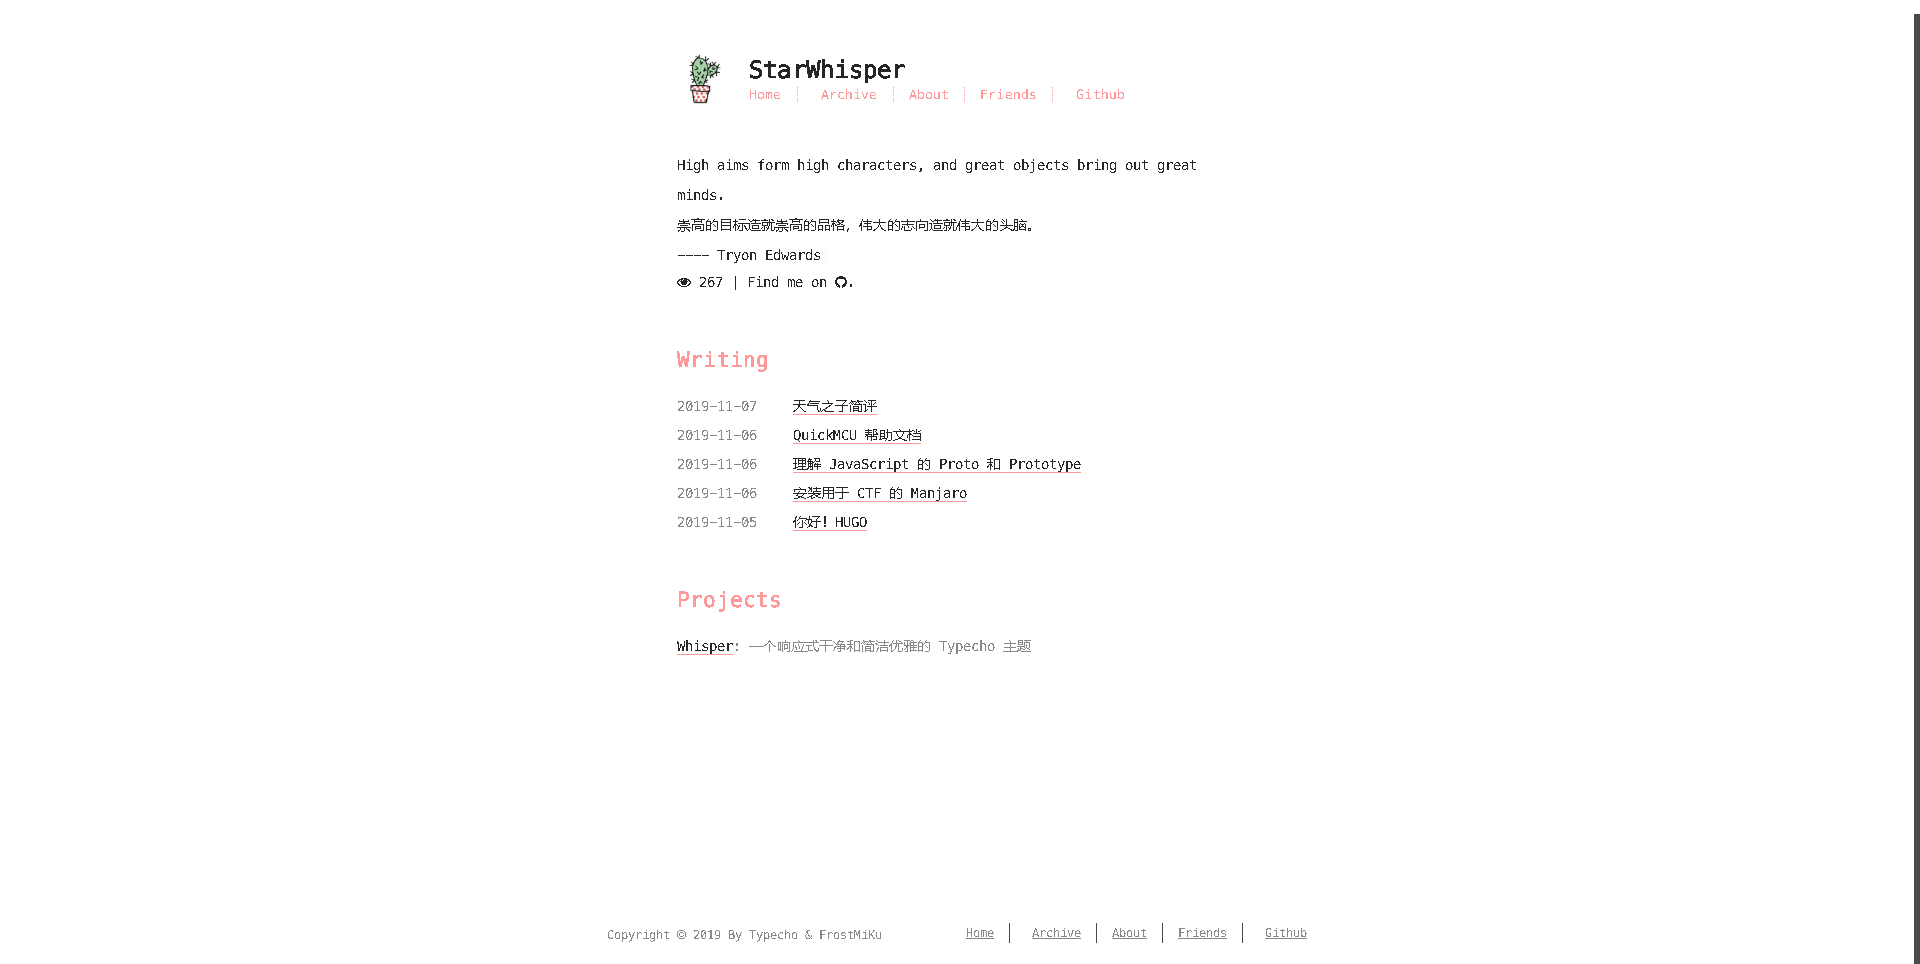 StarWhisper
Home Archive About Friends Github
High aims form high characters, and great objects bring out great
minds.
崇高的目标造就崇高的品格，伟大的志向造就伟大的头脑。
---- Tryon Edwards
267 | Find me on .
Writing
2019-11-07 天气之子简评
2019-11-06 QuickMCU 帮助文档
2019-11-06 理解 JavaScript 的 Proto 和 Prototype
2019-11-06 安装用于 CTF 的 Manjaro
2019-11-05 你好！HUGO
Projects
Whisper: 一个响应式干净和简洁优雅的 Typecho 主题
Copyright © 2019 By Typecho & FrostMiKu Home Archive About Friends Github